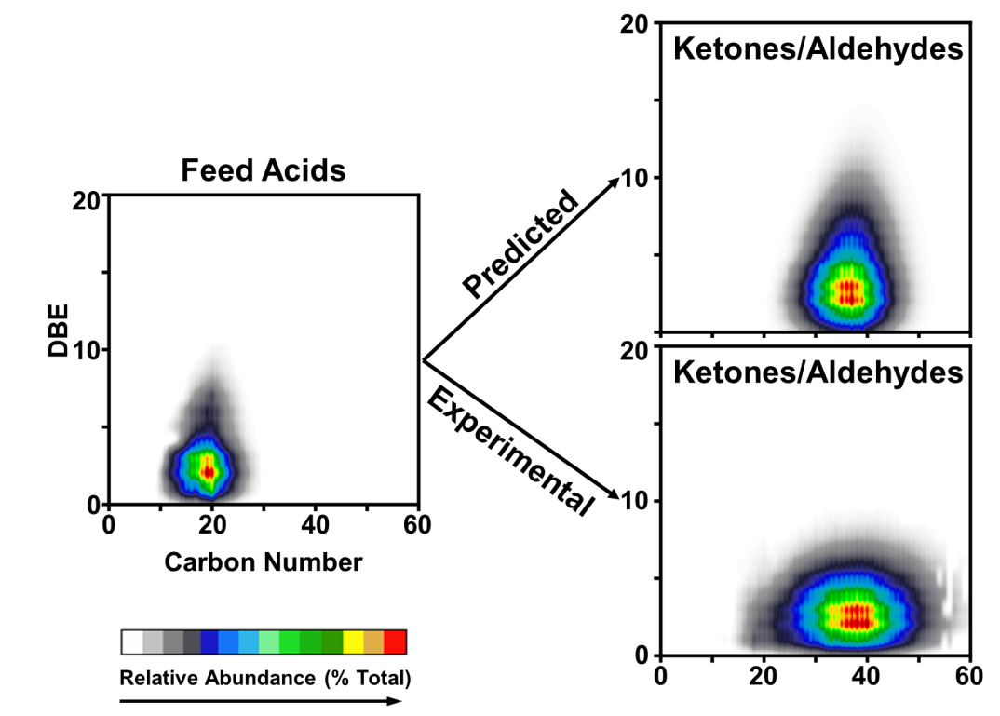 Feed Acids
20
10
0
DBE
0 20 40 60
Carbon Number
Relative Abundance (% Total)
Predicted
Experimental
20
Ketones/Aldehydes
10
20
Ketones/Aldehydes
10
0
0 20 40 60